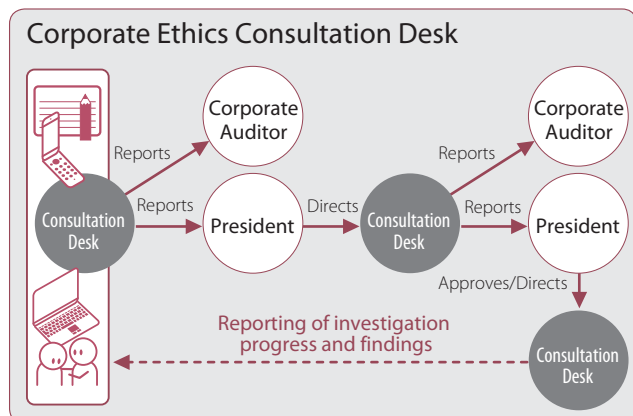 Corporate Ethics Consultation Desk
Corporate
Auditor
Reports
Consultation
Desk
Reports
President
Directs
Consultation
Desk
Reports
Corporate
Auditor
Reports
President
Approves/Directs
Consultation
Desk
Reporting of investigation
progress and findings